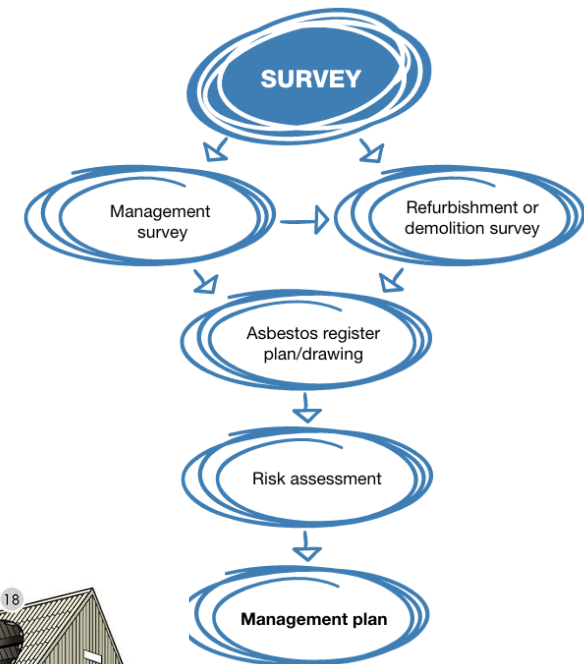 SURVEY
Management
survey
Refurbishment or
demolition survey
Asbestos register
plan/drawing
Risk assessment
18
Management plan